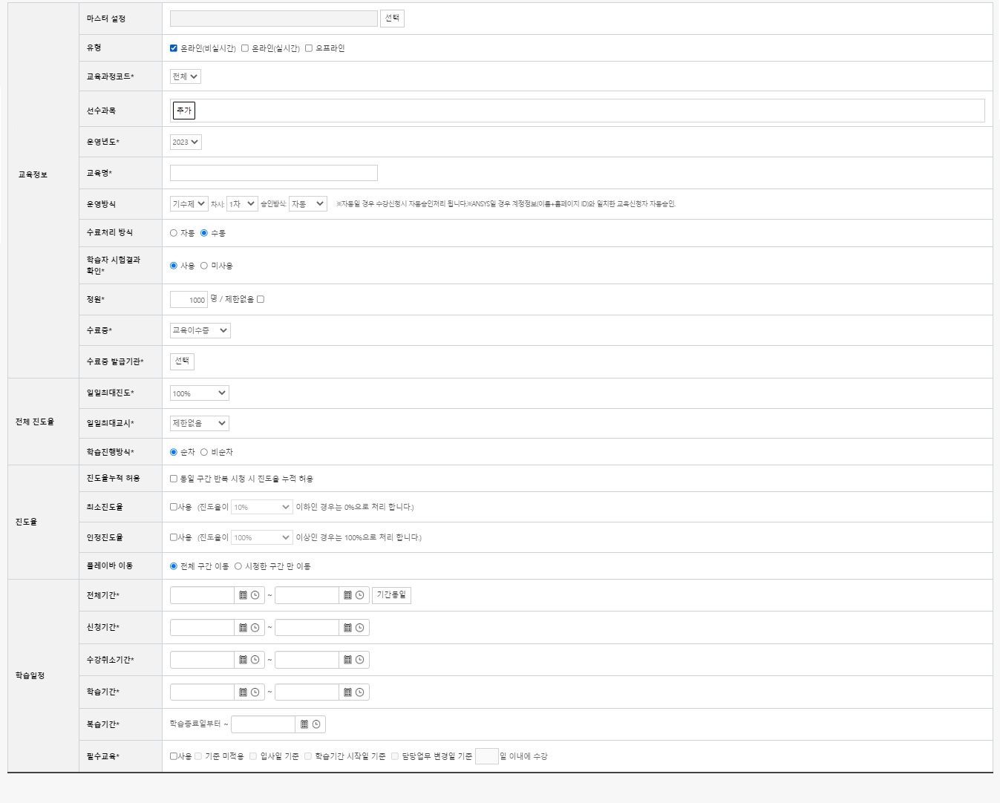 교육정보
마스터 설정
선택
유형
온라인(비실시간) 온라인(실시간) 오프라인
교육과정코드*
전체
선수과목
추가
운영년도*
2023
교육명*
운영방식
기수제 차시: 1차 승인방식: 자동 ※자동일 경우 수강신청시 자동승인처리 됩니다.※ANSYS일 경우 계정정보(이름+홈페이지 ID)와 일치한 교육신청자 자동승인.
수료처리 방식
자동 수동
학습자 시험결과
확인*
사용 미사용
정원*
1000 명 / 제한없음
수료증*
교육이수증
수료증 발급기관*
선택
전체 진도율
일일최대진도*
100%
일일최대교시*
제한없음
학습진행방식*
순차 비순차
진도율
진도율누적 허용
동일 구간 반복 시청 시 진도율 누적 허용
최소진도율
사용 (진도율이 10% 이하인 경우는 0%으로 처리 합니다.)
인정진도율
사용 (진도율이 100% 이상인 경우는 100%으로 처리 합니다.)
플레이바 이동
전체 구간 이동 시청한 구간 만 이동
학습일정
전체기간*
~ 기간동일
신청기간*
~
수강취소기간*
~
학습기간*
~
복습기간*
학습종료일부터 ~
필수교육*
사용 기준 미적용 입사일 기준 학습기간 시작일 기준 담당업무 변경일 기준 일 이내에 수강